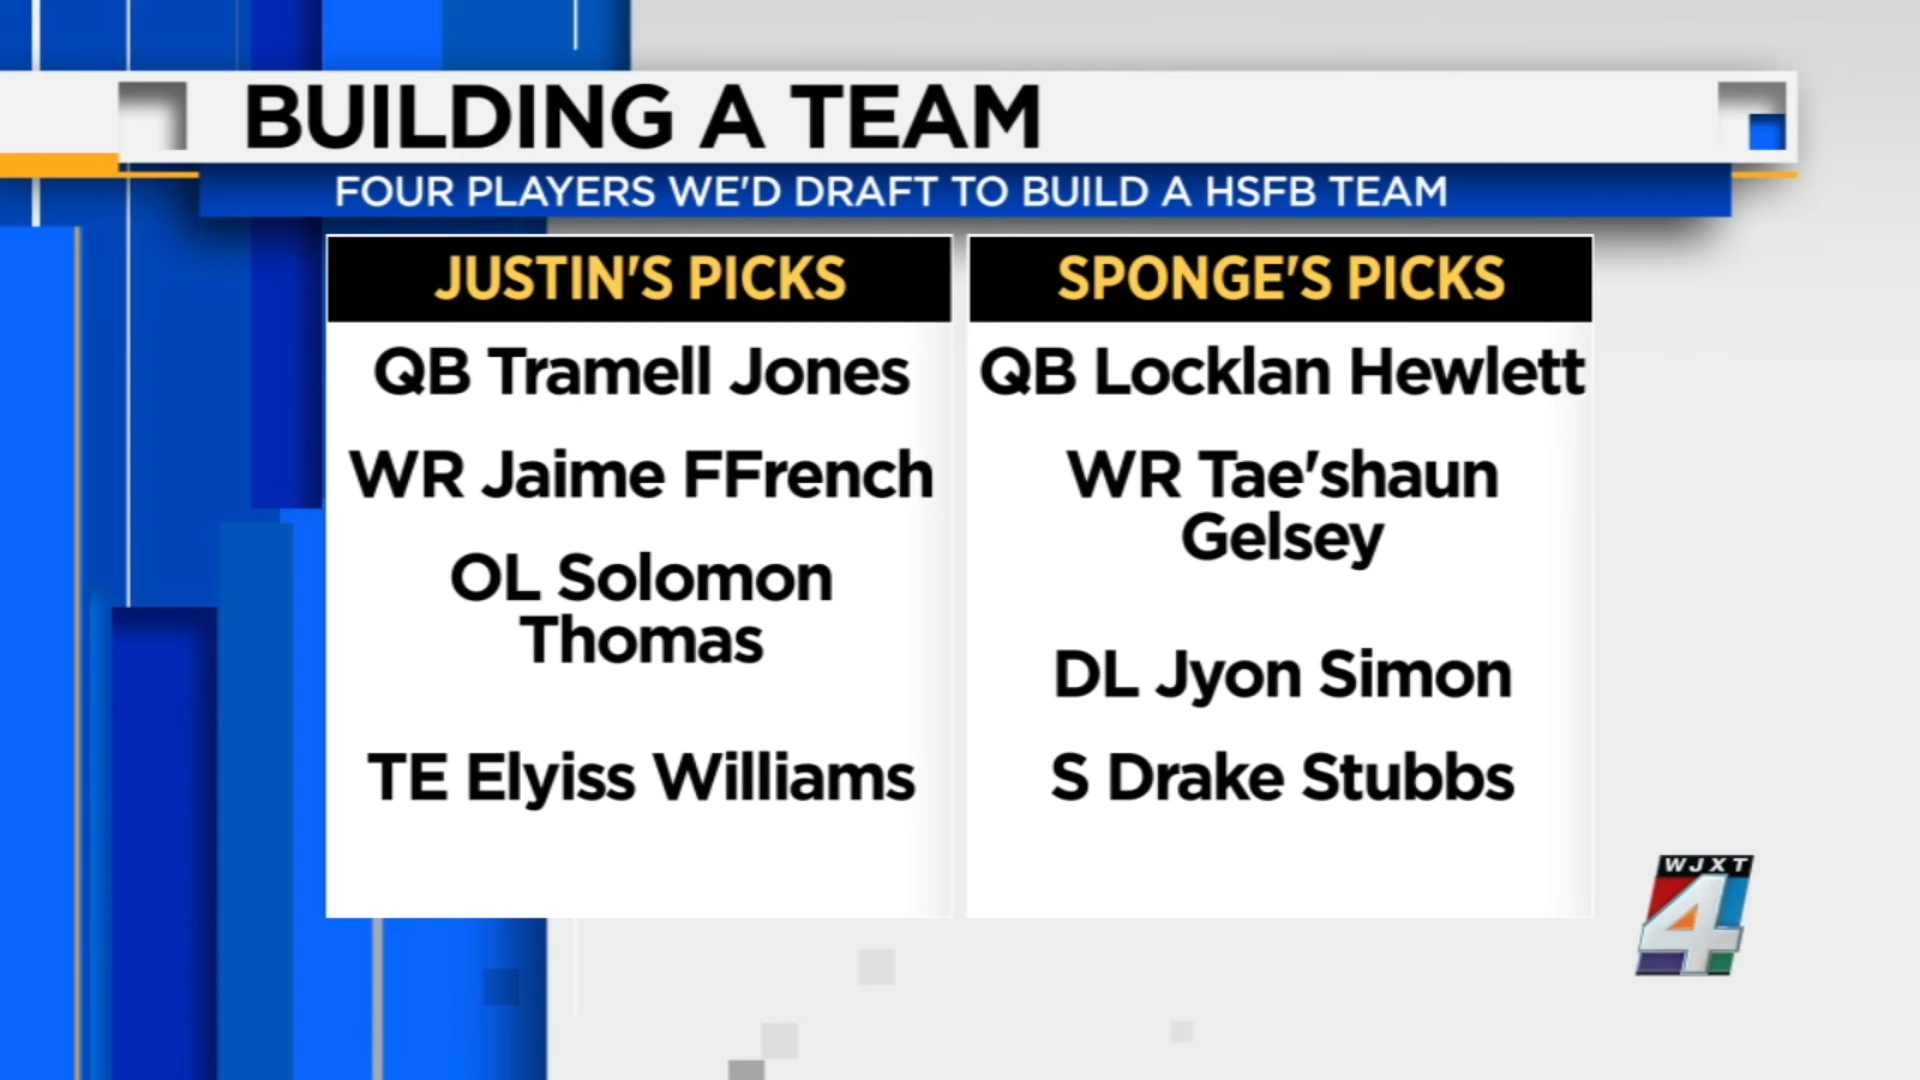 BUILDING A TEAM
FOUR PLAYERS WE'D DRAFT TO BUILD A HSFB TEAM
JUSTIN'S PICKS
QB Tramell Jones
WR Jaime FFrench
OL Solomon
Thomas
TE Elyiss Williams
SPONGE'S PICKS
QB Locklan Hewlett
WR Tae'shaun
Gelsey
DL Jyon Simon
S Drake Stubbs
WJXT
4